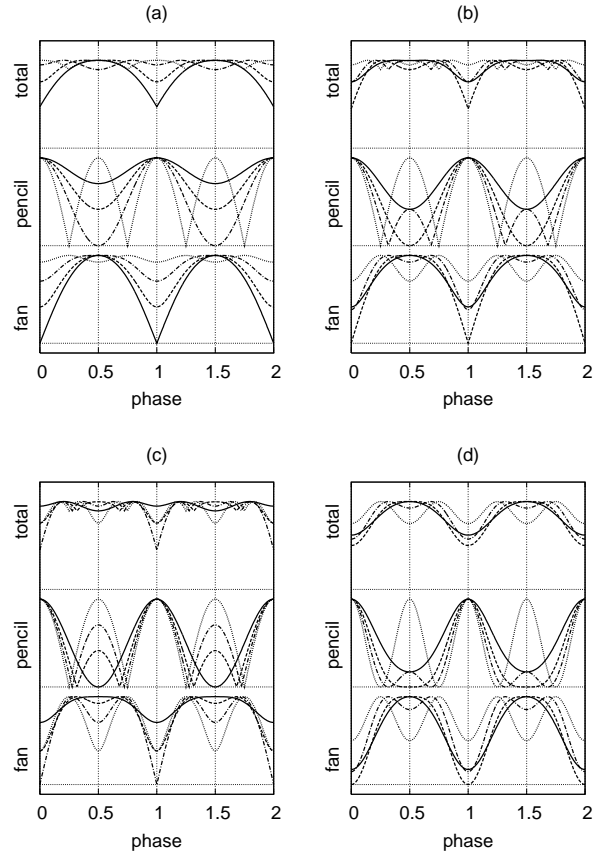 (a)
(b)
total
pencil
fan
total
pencil
fan
0 0.5 1 1.5 2
0 0.5 1 1.5 2
phase
phase
(c)
(d)
total
pencil
fan
total
pencil
fan
0 0.5 1 1.5 2
0 0.5 1 1.5 2
phase
phase